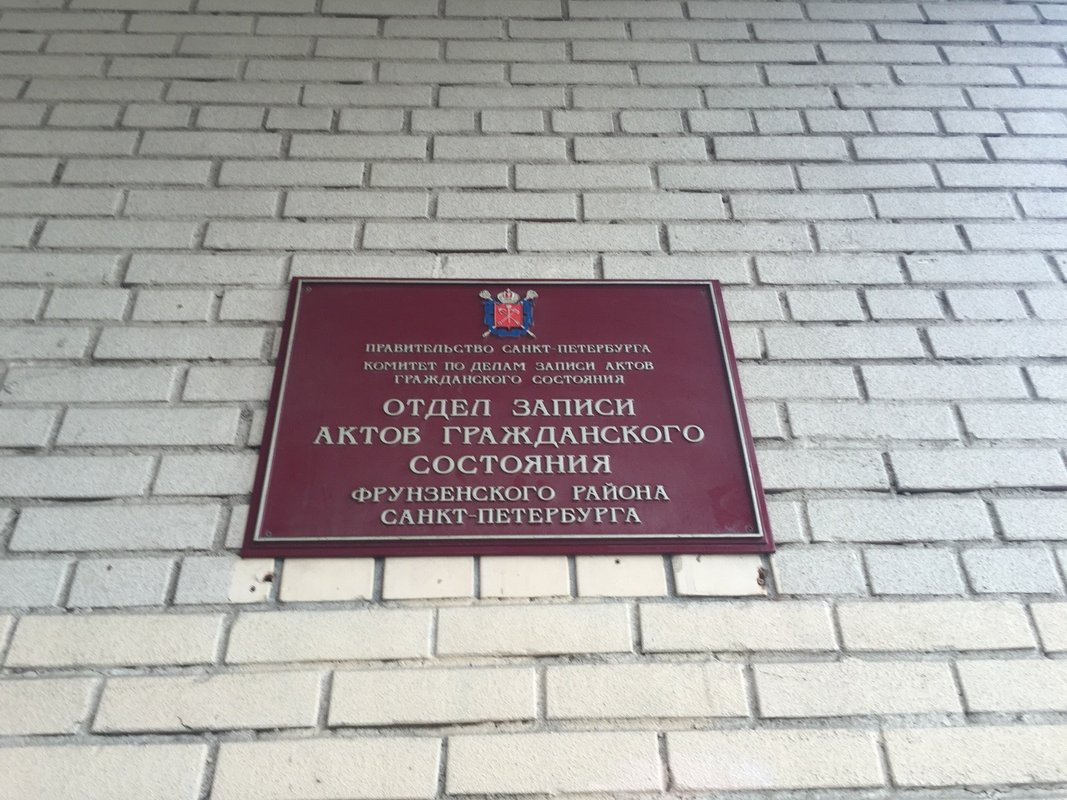 ПРАВИТЕЛЬСТВО САНКТ-ПЕТЕРБУРГА
КОМИТЕТ ПО ДЕЛАМ ЗАПИСИ АКТОВ
ГРАЖДАНСКОГО СОСТОЯНИЯ
ОТДЕЛ ЗАПИСИ
АКТОВ ГРАЖДАНСКОГО
СОСТОЯНИЯ
ФРУНЗЕНСКОГО РАЙОНА
САНКТ-ПЕТЕРБУРГА